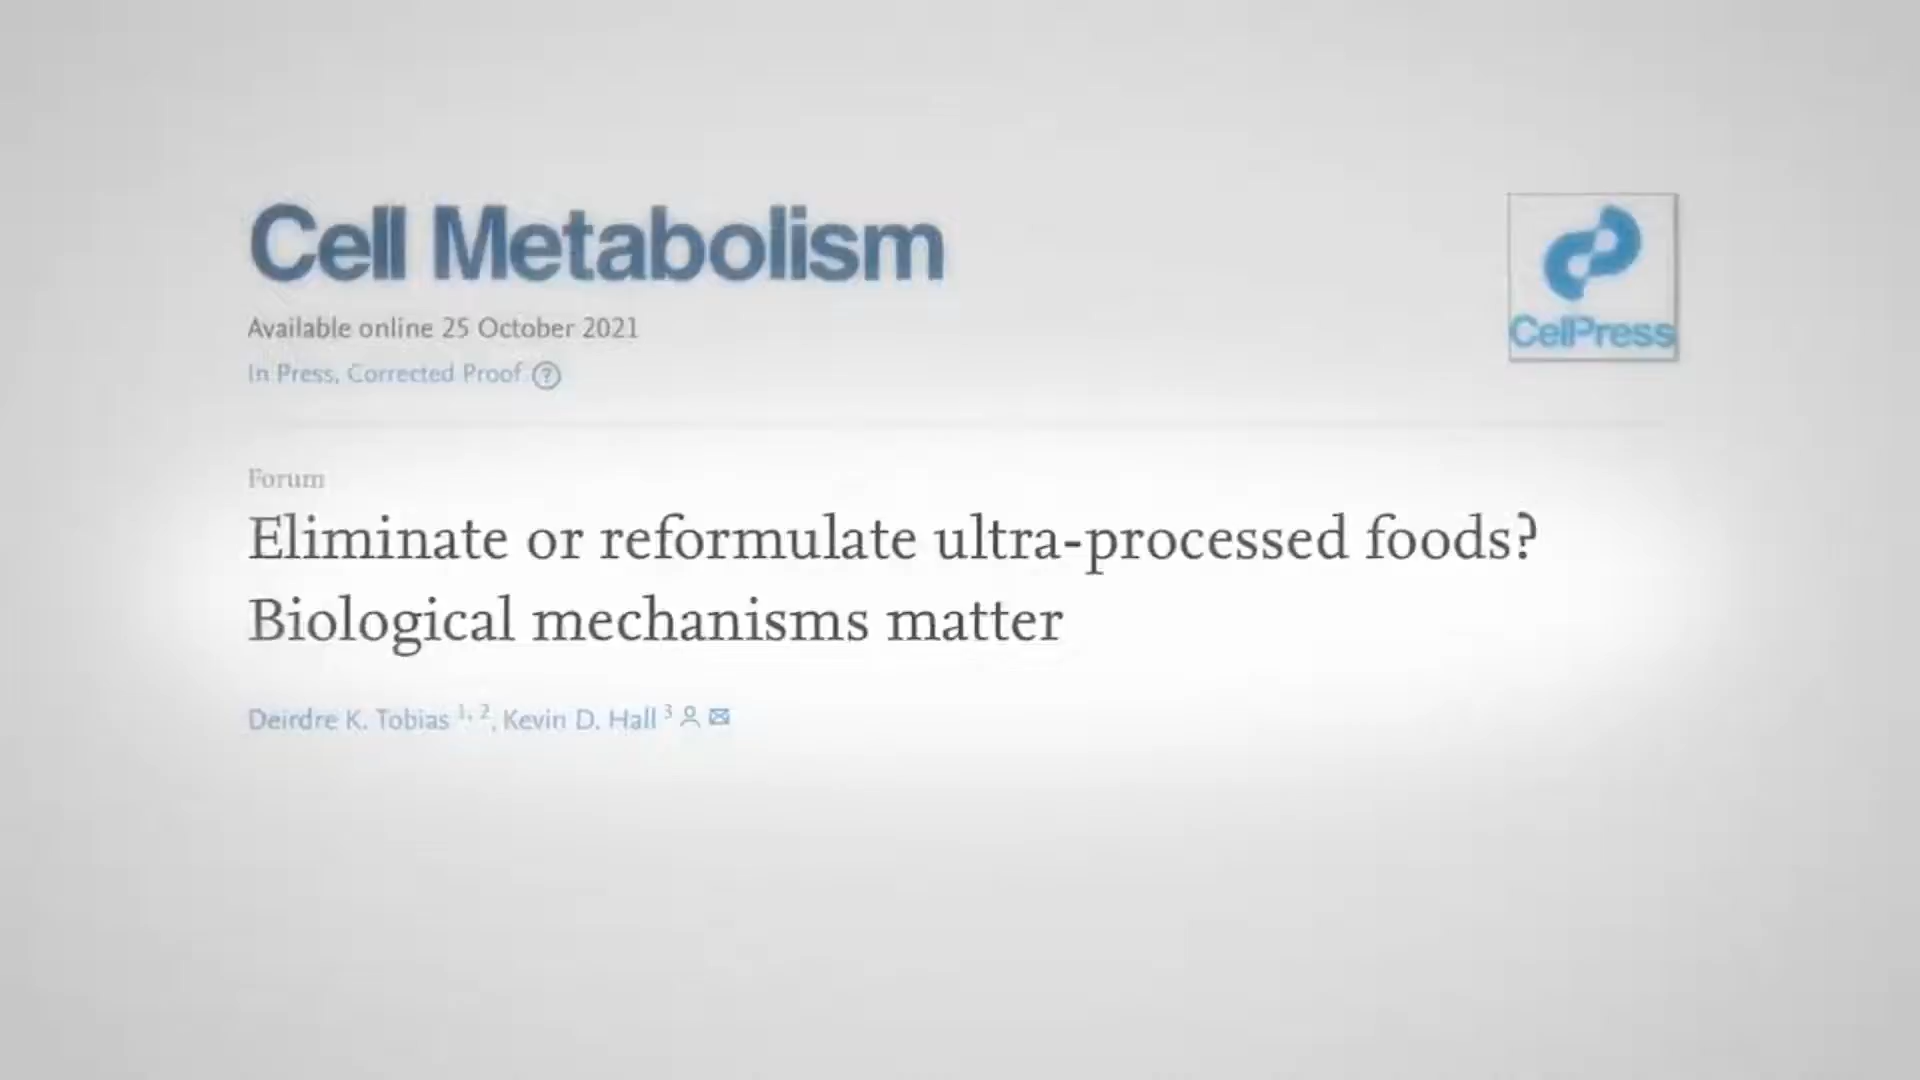 Cell Metabolism
Available online 25 October 2021
In Press, Corrected Proof ?
CellPress
Forum
Eliminate or reformulate ultra-processed foods?
Biological mechanisms matter
Deirdre K. Tobias 1, 2, Kevin D. Hall 3